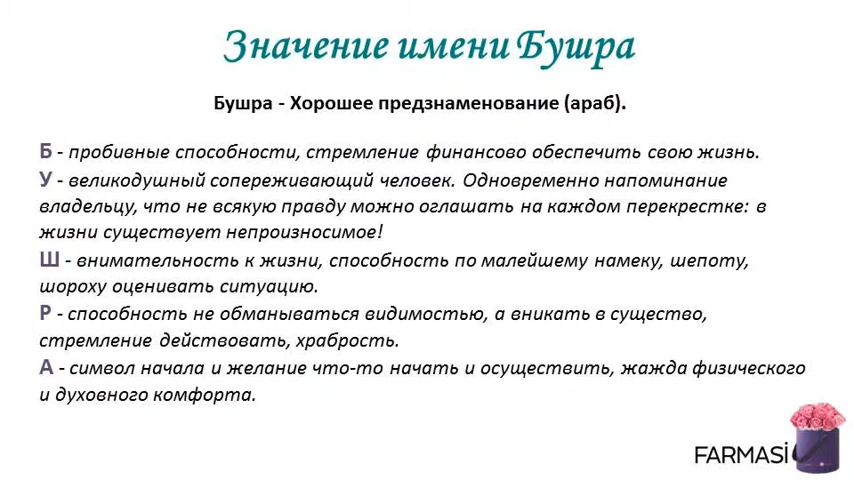 Значение имени Бушра
Бушра - Хорошее предзнаменование (араб).
Б - пробивные способности, стремление финансово обеспечить свою жизнь.
У - великодушный сопереживающий человек. Одновременно напоминание
владельцу, что не всякую правду можно оглашать на каждом перекрестке: в
жизни существует непроизносимое!
Ш - внимательность к жизни, способность по малейшему намеку, шепоту,
шороху оценивать ситуацию.
Р - способность не обманываться видимостью, а вникать в существо,
стремление действовать, храбрость.
А - символ начала и желание что-то начать и осуществить, жажда физического
и духовного комфорта.
FARMASi